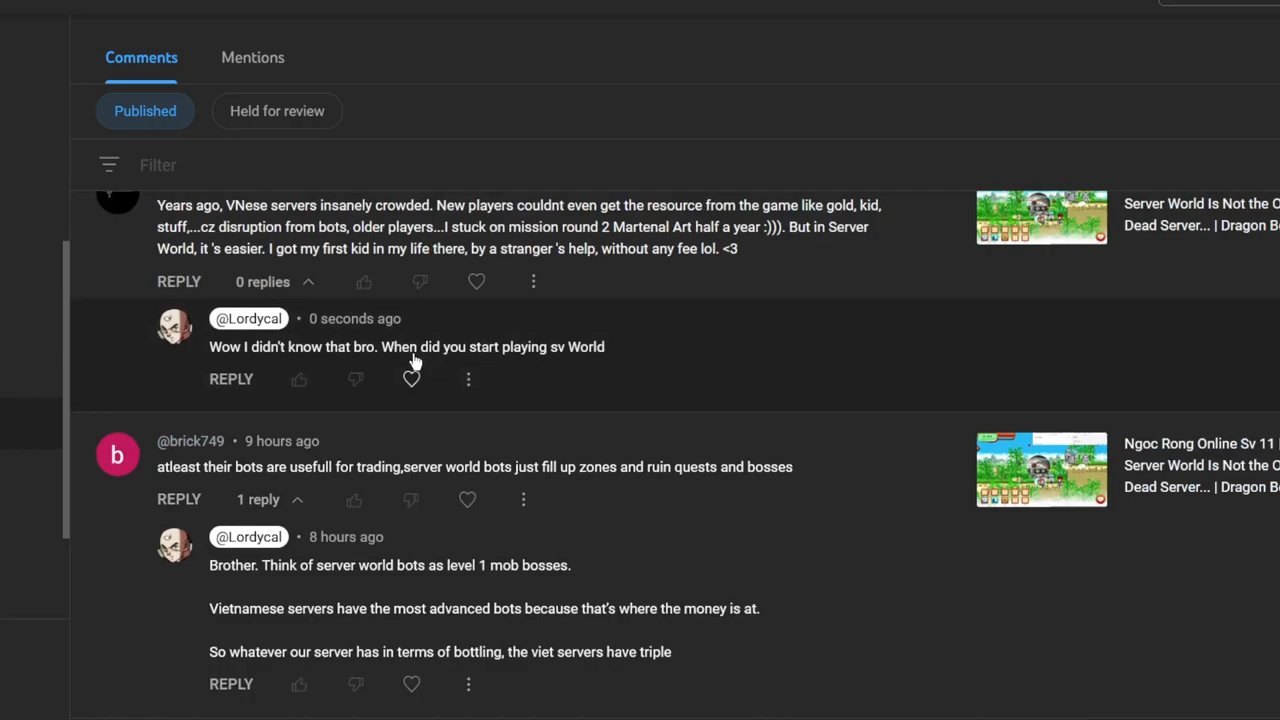 Comments
Mentions
Published
Held for review
Filter
Years ago, VNese servers insanely crowded. New players couldnt even get the resource from the game like gold, kid,
stuff,...cz disruption from bots, older players...I stuck on mission round 2 Martenal Art half a year :))). But in Server
World, it 's easier. I got my first kid in my life there, by a stranger 's help, without any fee lol. <3
Server World Is Not the O
Dead Server... | Dragon B
REPLY
0 replies
@Lordycal • 0 seconds ago
Wow I didn't know that bro. When did you start playing sv World
REPLY
@brick749 • 9 hours ago
atleast their bots are usefull for trading,server world bots just fill up zones and ruin quests and bosses
Ngoc Rong Online Sv 11 |
Server World Is Not the O
Dead Server... | Dragon B
REPLY
1 reply
@Lordycal • 8 hours ago
Brother. Think of server world bots as level 1 mob bosses.
Vietnamese servers have the most advanced bots because that's where the money is at.
So whatever our server has in terms of bottling, the viet servers have triple
REPLY